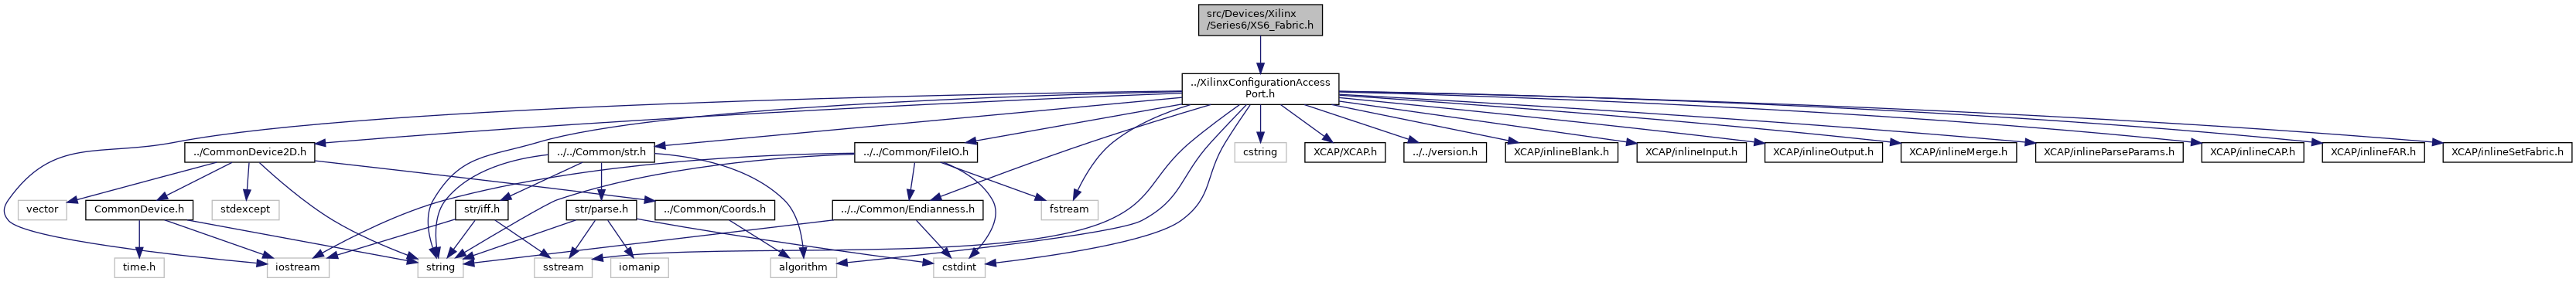 src/Devices/Xilinx
/Series6/XS6_Fabric.h
../XilinxConfigurationAccess
Port.h
../CommonDevice2D.h
../../Common/str.h
../../Common/FileIO.h
cstring
XCAP/XCAP.h
../../version.h
XCAP/inlineBlank.h
XCAP/inlineInput.h
XCAP/inlineOutput.h
XCAP/inlineMerge.h
XCAP/inlineParseParams.h
XCAP/inlineCAP.h
XCAP/inlineFAR.h
XCAP/inlineSetFabric.h
vector
CommonDevice.h
stdexcept
str/iff.h
str/parse.h
../Common/Coords.h
../../Common/Endianness.h
fstream
time.h
iostream
string
sstream
iomanip
algorithm
cstdint